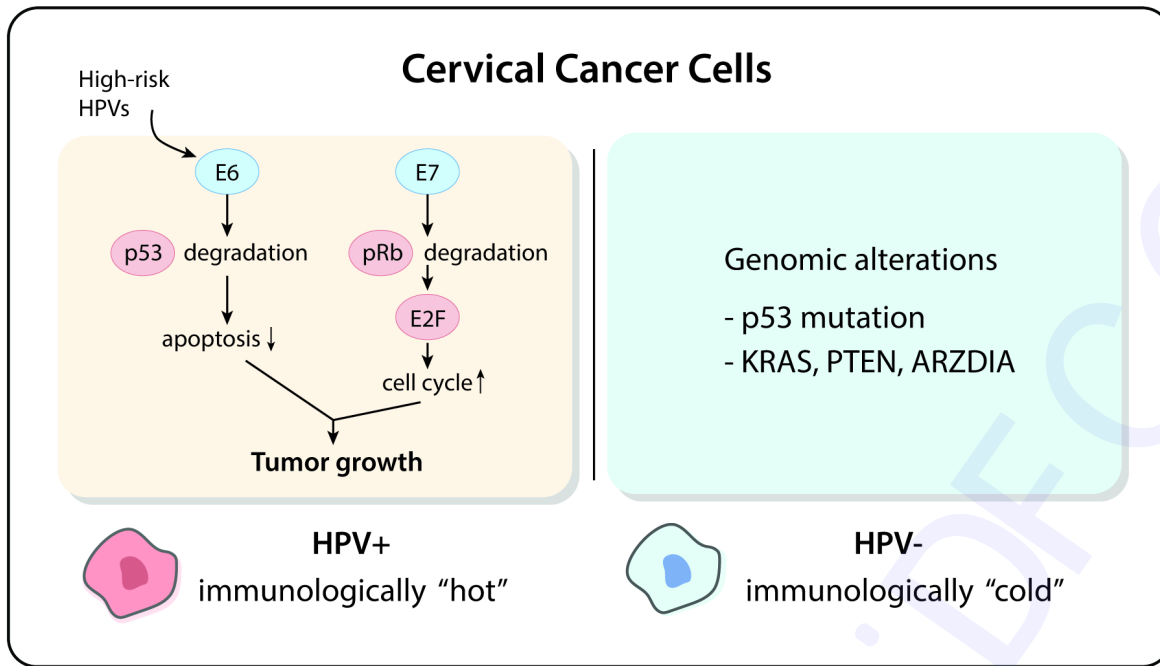 Cervical Cancer Cells
High-risk
HPVs
E6
E7
p53 degradation
pRb degradation
E2F
apoptosis ↓
cell cycle ↑
Tumor growth
Genomic alterations
- p53 mutation
- KRAS, PTEN, ARZDIA
HPV+
immunologically “hot”
HPV-
immunologically “cold”